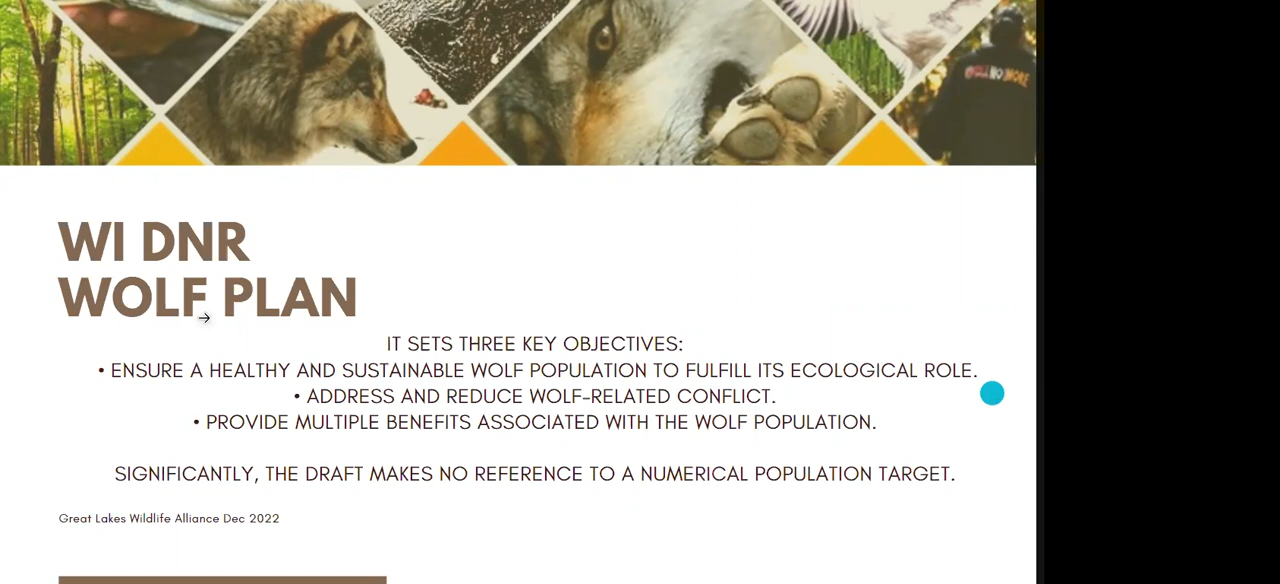 NO MORE
WI DNR
WOLF PLAN
IT SETS THREE KEY OBJECTIVES:
• ENSURE A HEALTHY AND SUSTAINABLE WOLF POPULATION TO FULFILL ITS ECOLOGICAL ROLE.
• ADDRESS AND REDUCE WOLF-RELATED CONFLICT.
• PROVIDE MULTIPLE BENEFITS ASSOCIATED WITH THE WOLF POPULATION.
SIGNIFICANTLY, THE DRAFT MAKES NO REFERENCE TO A NUMERICAL POPULATION TARGET.
Great Lakes Wildlife Alliance Dec 2022